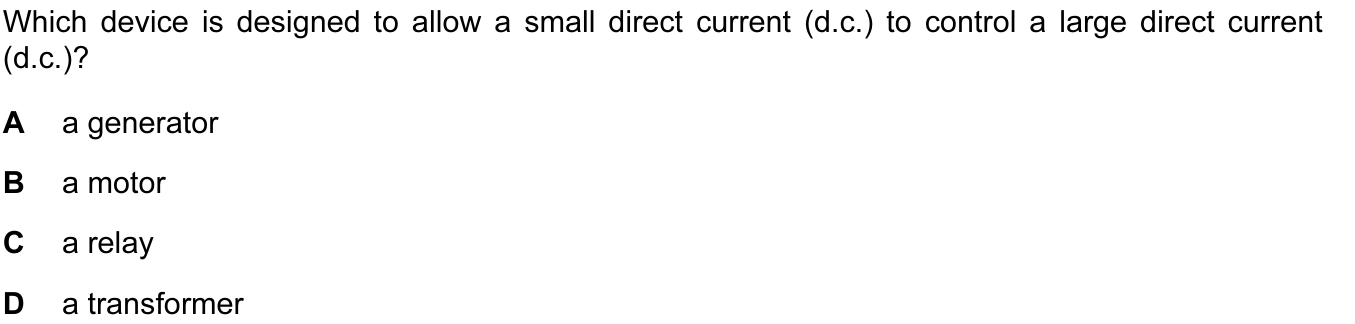 Which device is designed to allow a small direct current (d.c.) to control a large direct current
(d.c.)?
A a generator
B a motor
C a relay
D a transformer